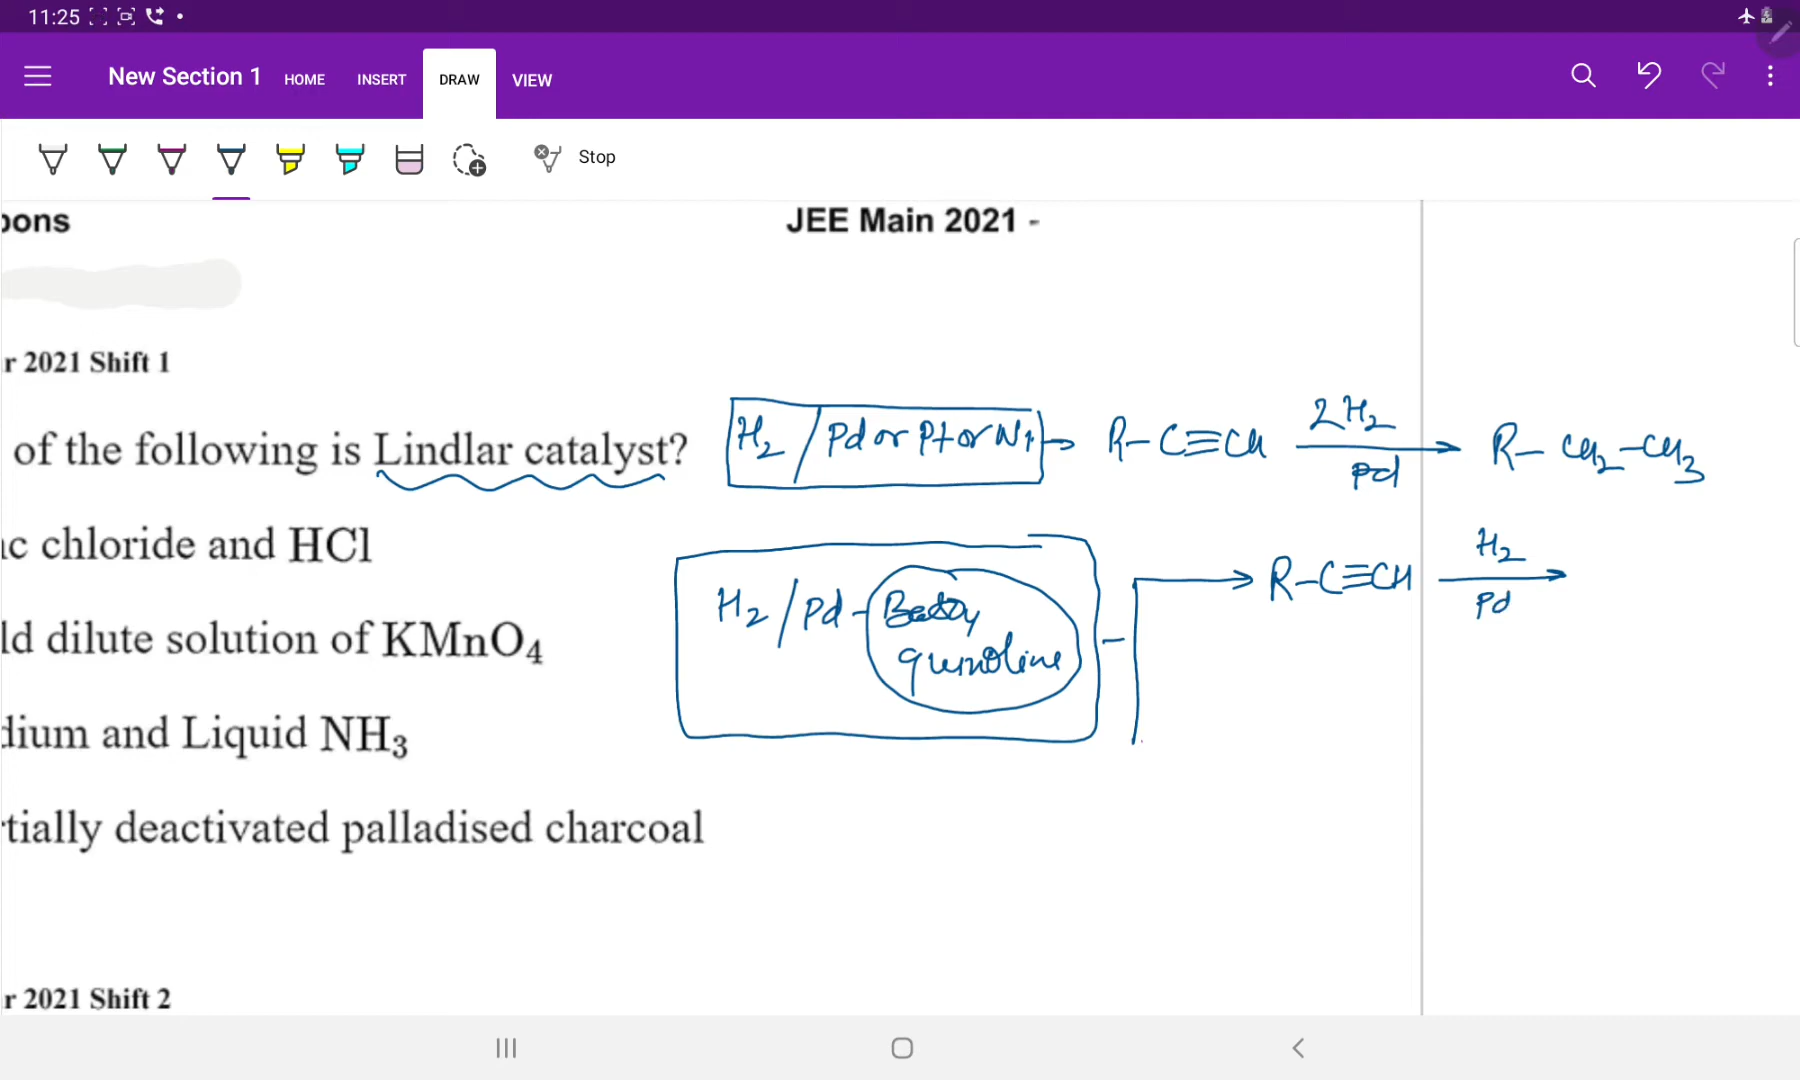 11:25
New Section 1 HOME INSERT DRAW VIEW
Stop
bons JEE Main 2021 -
r 2021 Shift 1
of the following is Lindlar catalyst?
H2 / Pd or Pt or Ni → R-C≡CH 2H2 Pd → R-CH2-CH3
ic chloride and HCl
ld dilute solution of KMnO4
H2 / Pd - BaSO4 quinoline
R-C≡CH H2 Pd →
dium and Liquid NH3
tially deactivated palladised charcoal
r 2021 Shift 2